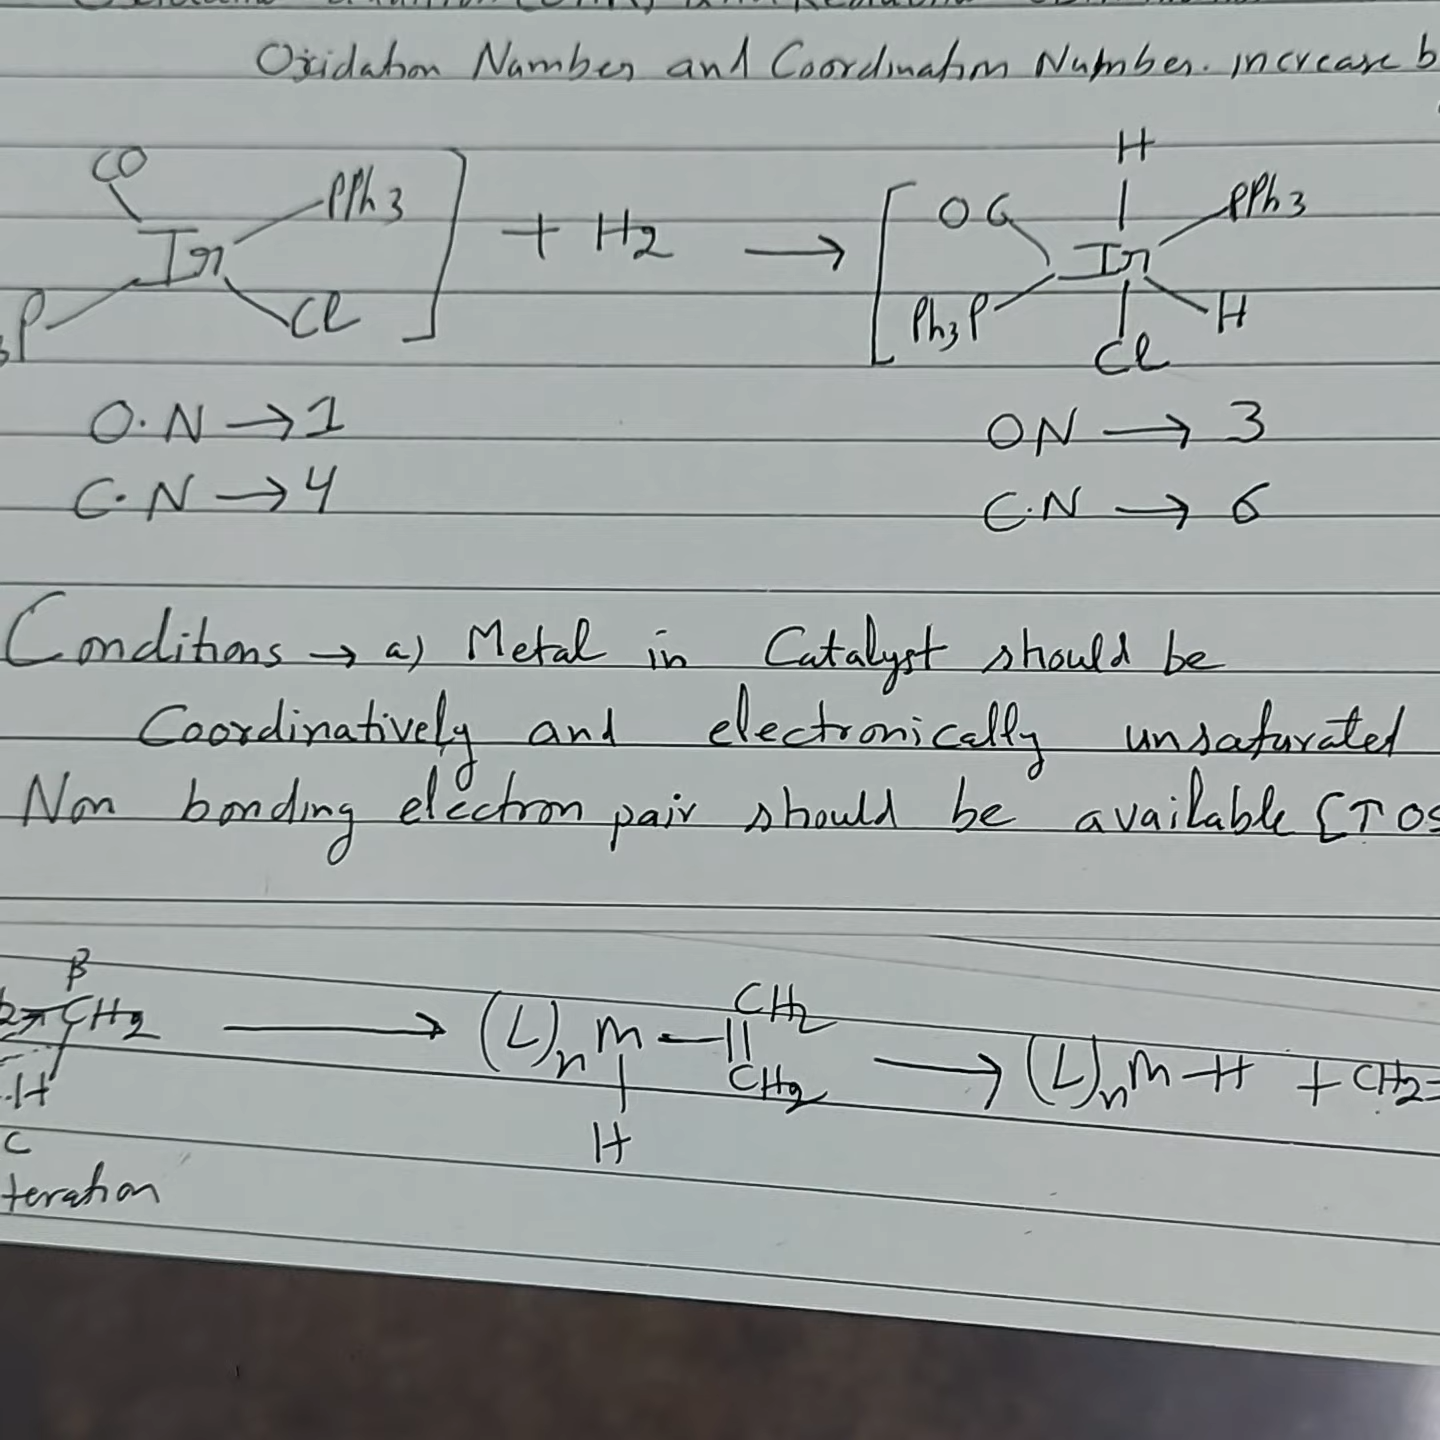 Oxidation Number and Coordination Number. increase b
CO
PPh3
H
OC
PPh3
Ir
+ H2 →
Ir
P
Cl
Ph3P
H
Cl
O.N → 1
ON → 3
C.N → 4
C.N → 6
Conditions → a) Metal in Catalyst should be
Coordinatively and electronically unsaturated
Non bonding electron pair should be available
β
CH2
CH2 → (L)n M – || → (L)n M–H + CH2=
CH2
H
H
C
teration